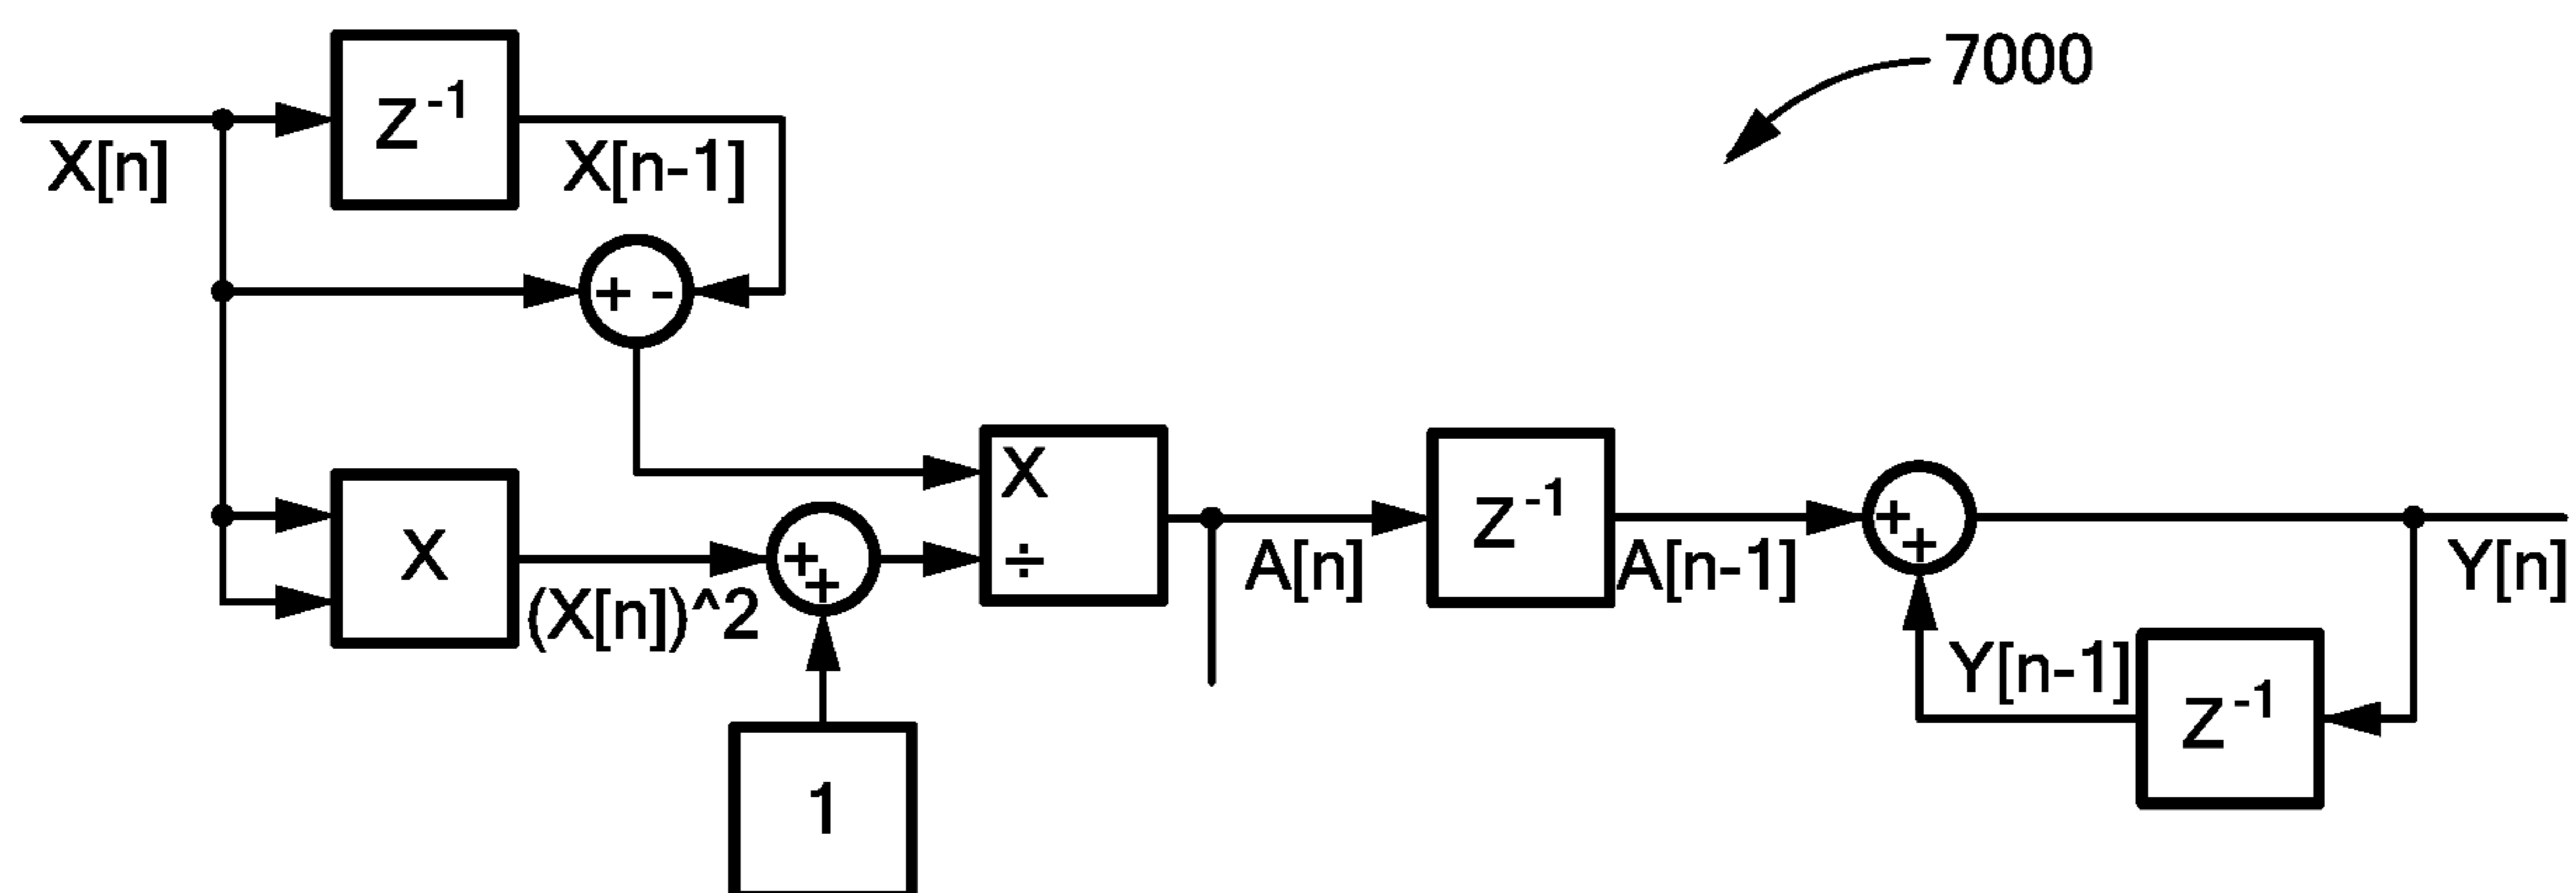 7000
Z⁻¹
X[n]
X[n-1]
+ -
X
X
÷
+
+
(X[n])^2
1
A[n]
Z⁻¹
A[n-1]
+
+
Y[n]
Y[n-1]
Z⁻¹